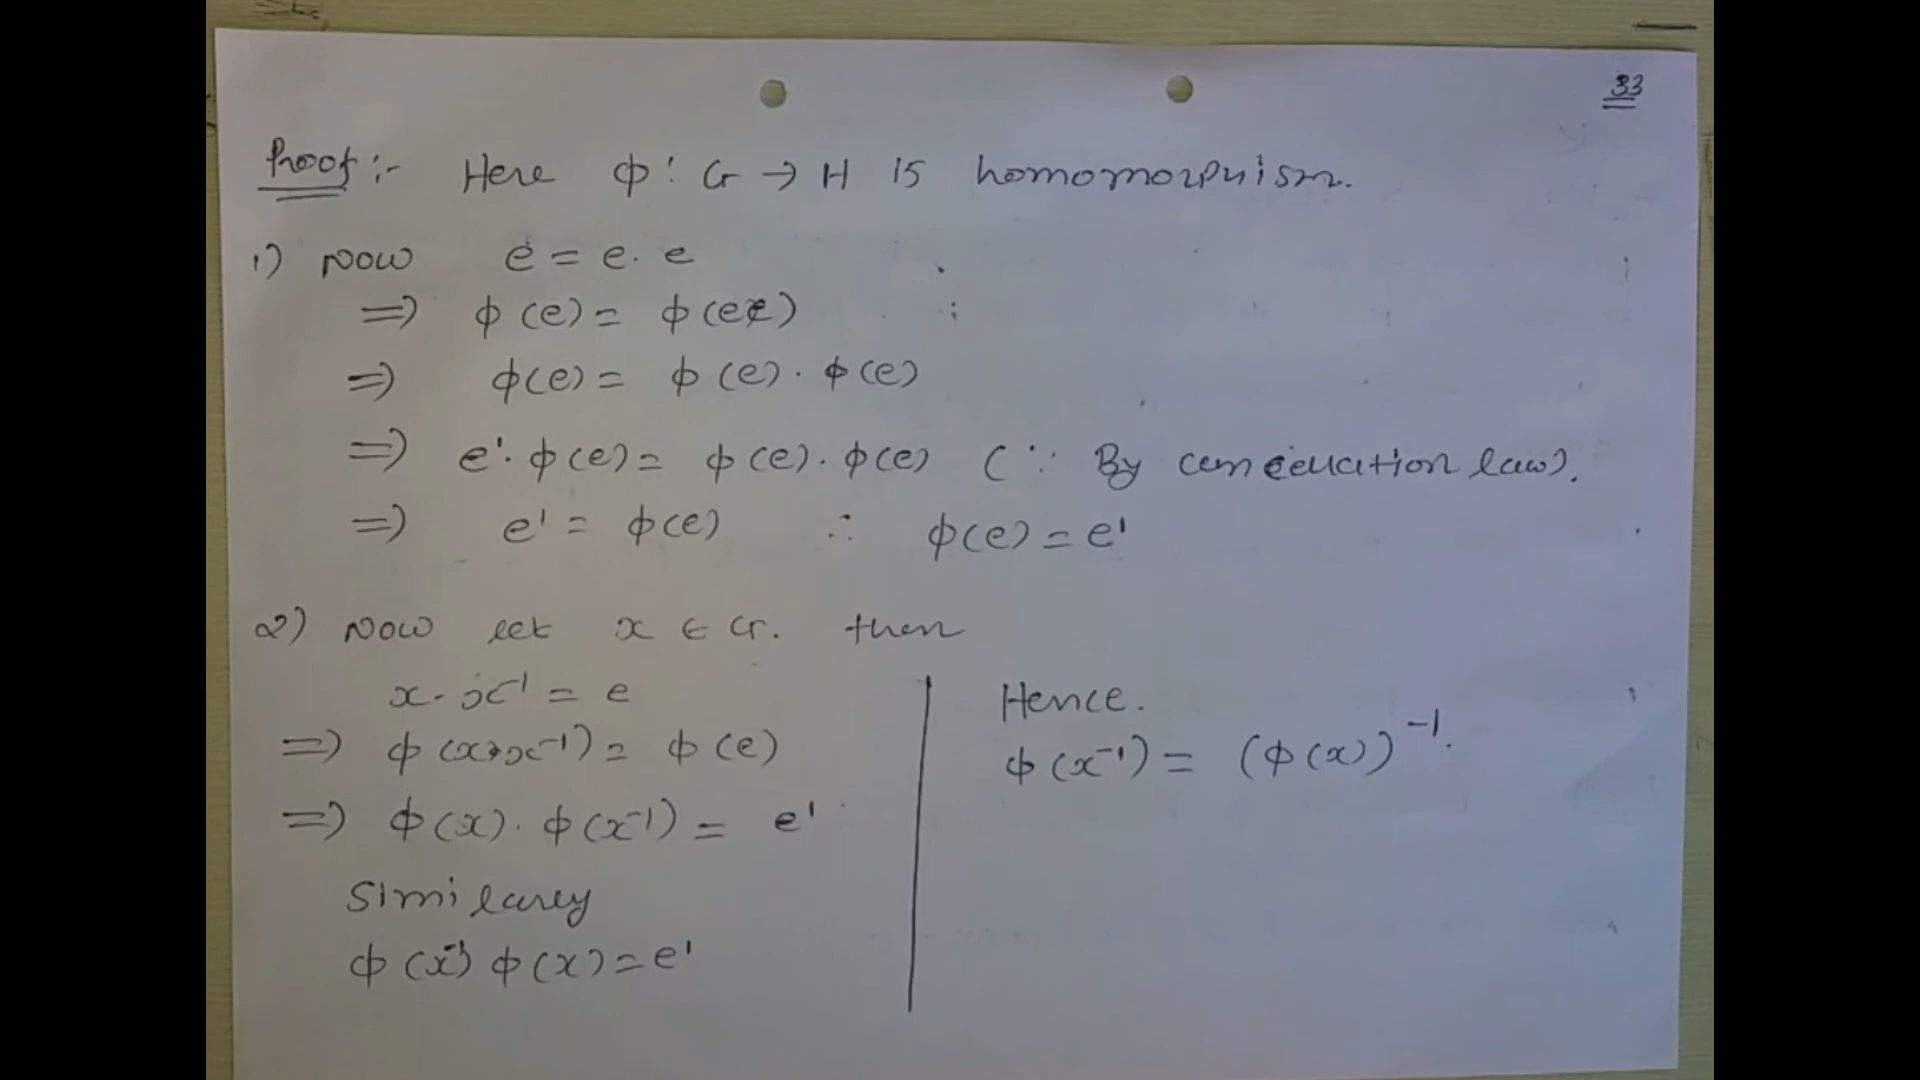 33
Proof :- Here φ : G → H is homomorphism.
1) Now e = e . e
⇒ φ(e) = φ(ee)
⇒ φ(e) = φ(e) . φ(e)
⇒ e' . φ(e) = φ(e) . φ(e) (∵ By cancellation law).
⇒ e' = φ(e) ∴ φ(e) = e'
2) Now let x ∈ G. then
x . x⁻¹ = e
⇒ φ(x . x⁻¹) = φ(e)
⇒ φ(x) . φ(x⁻¹) = e'
Similarly
φ(x⁻¹) φ(x) = e'
Hence.
φ(x⁻¹) = (φ(x))⁻¹.